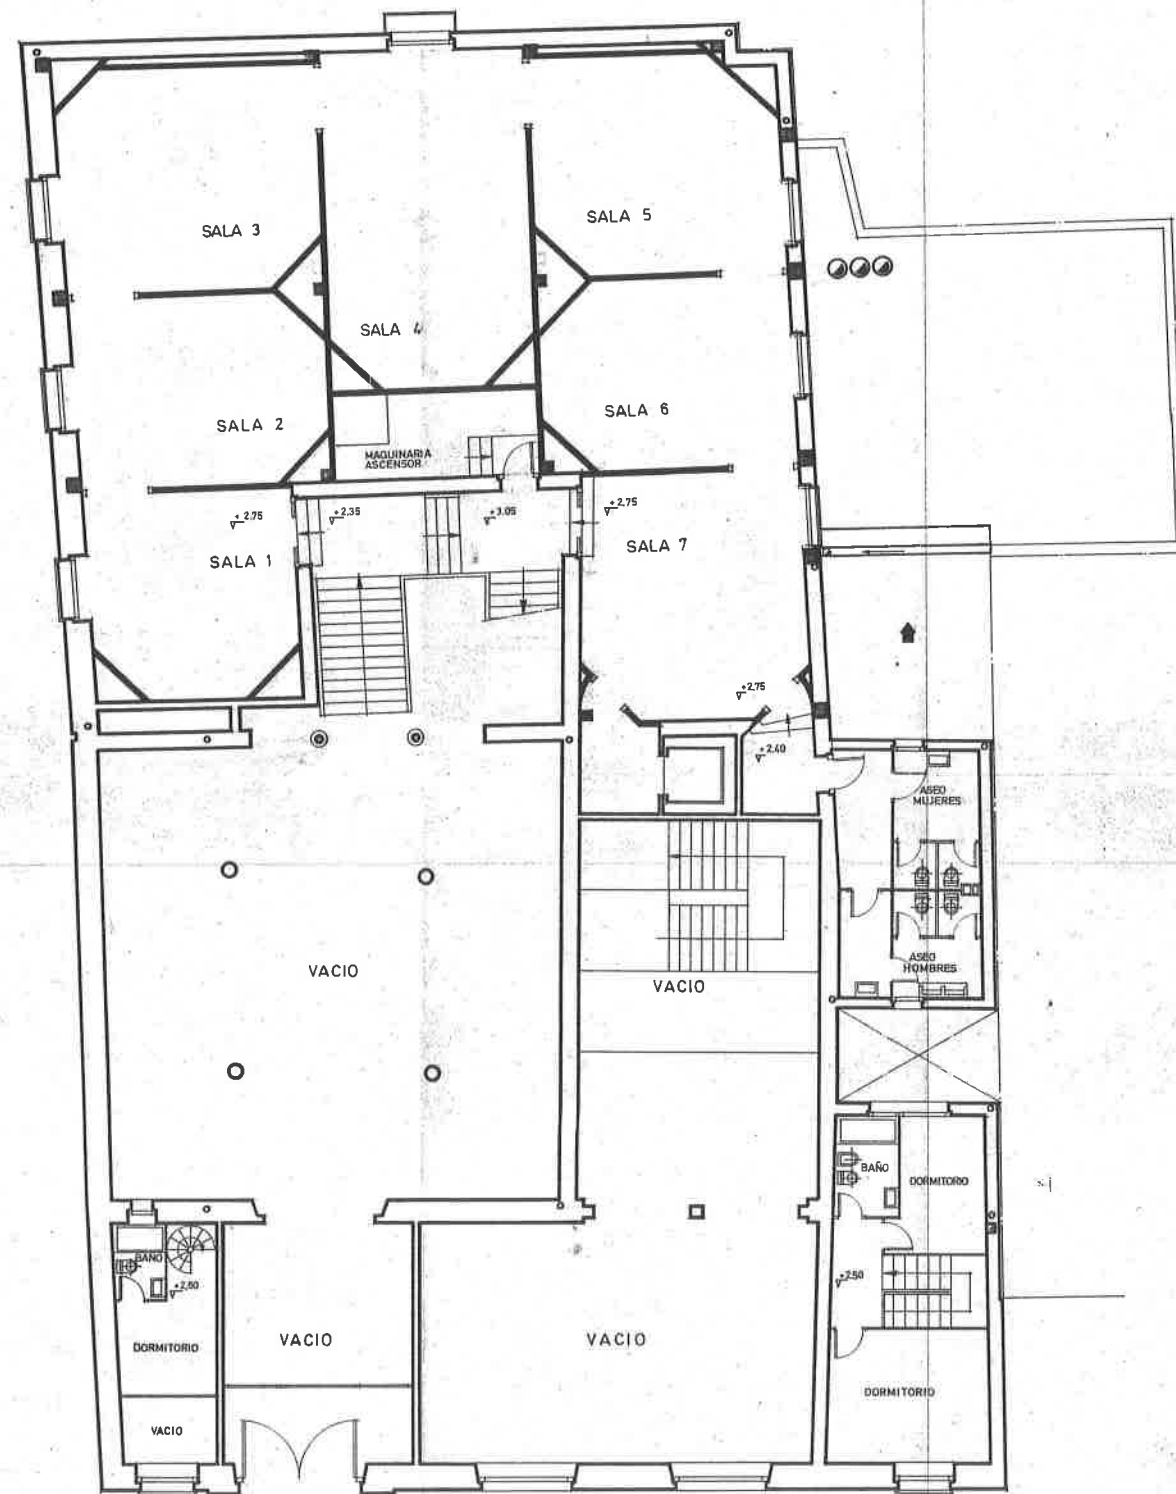 SALA 3
SALA 5
SALA 4
SALA 2
SALA 6
MAQUINARIA
ASCENSOR
+2.75
+2.35
+3.05
+2.75
SALA 1
SALA 7
+2.75
+2.40
ASEO
MUJERES
ASEO
HOMBRES
VACIO
VACIO
BAÑO
DORMITORIO
BAÑO
+2.60
+2.50
DORMITORIO
VACIO
VACIO
DORMITORIO
VACIO